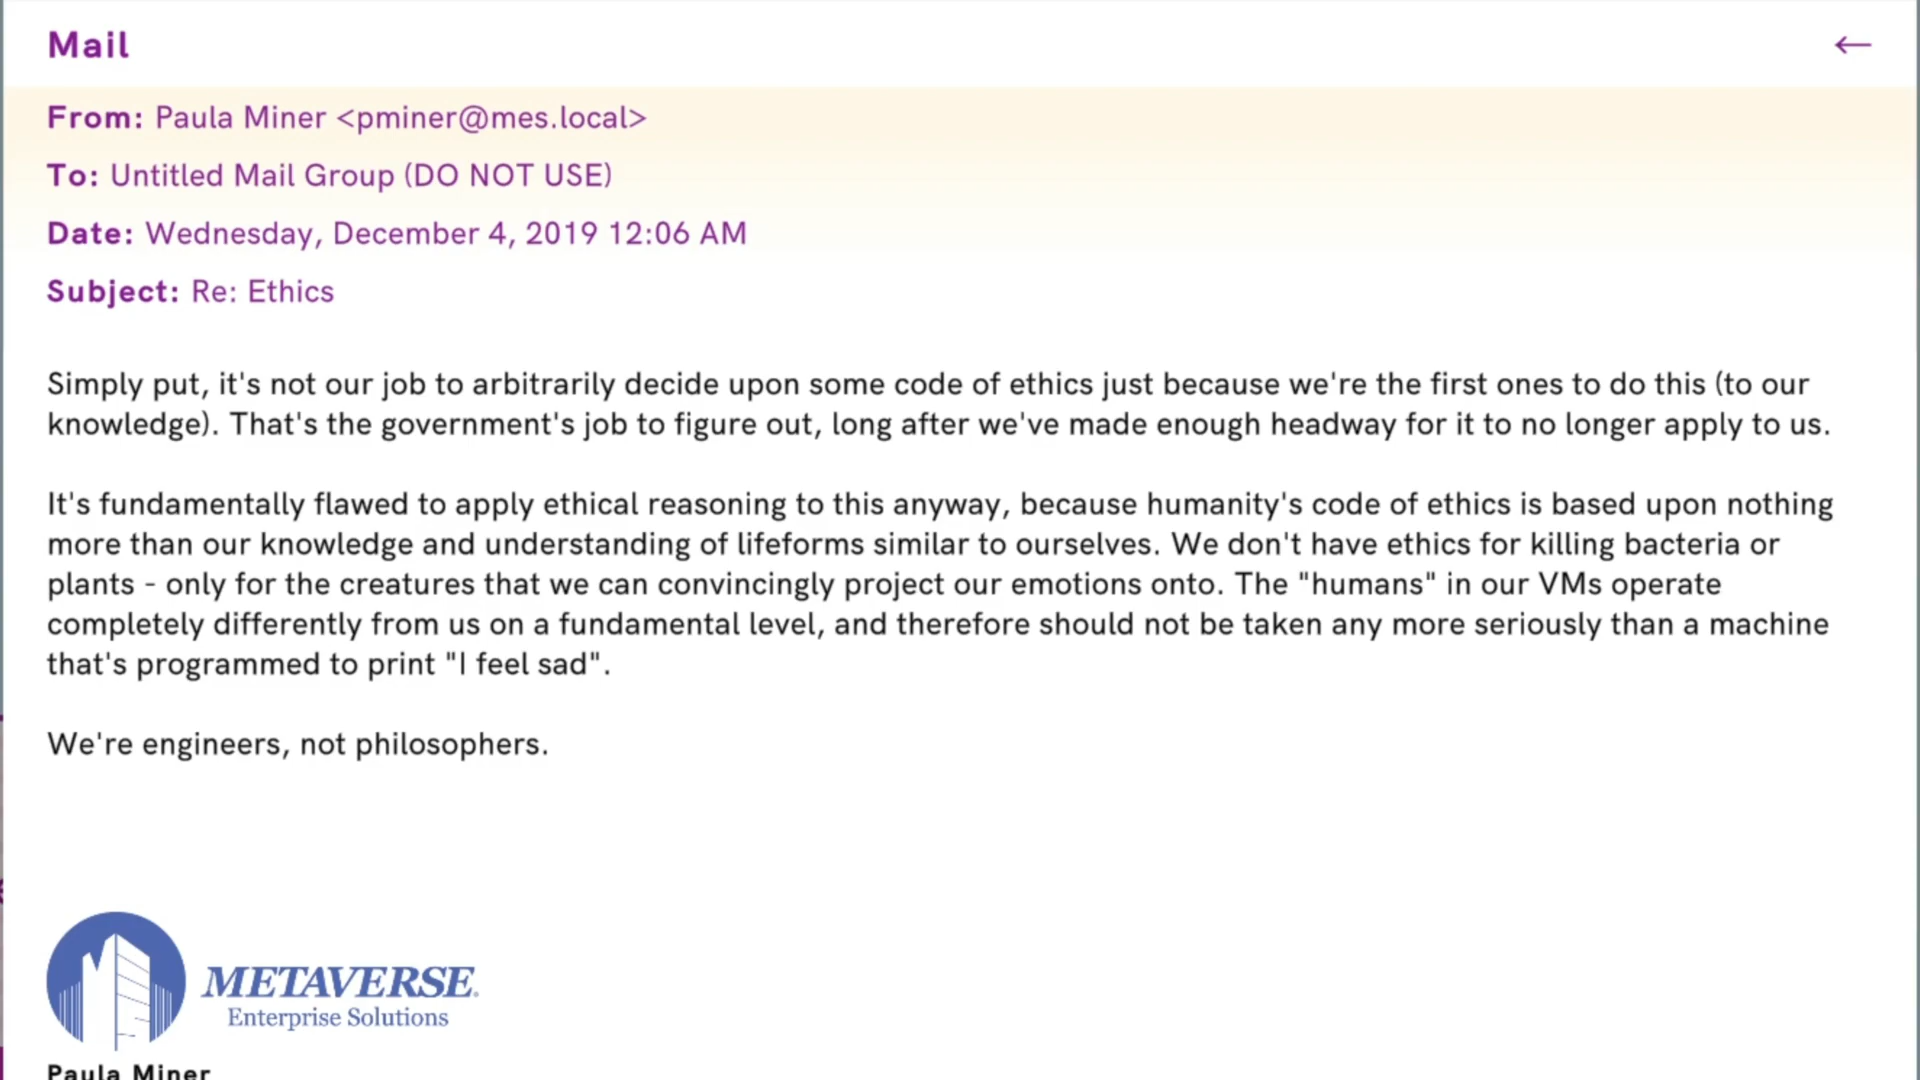 Mail
←
From: Paula Miner <pminer@mes.local>
To: Untitled Mail Group (DO NOT USE)
Date: Wednesday, December 4, 2019 12:06 AM
Subject: Re: Ethics
Simply put, it's not our job to arbitrarily decide upon some code of ethics just because we're the first ones to do this (to our
knowledge). That's the government's job to figure out, long after we've made enough headway for it to no longer apply to us.
It's fundamentally flawed to apply ethical reasoning to this anyway, because humanity's code of ethics is based upon nothing
more than our knowledge and understanding of lifeforms similar to ourselves. We don't have ethics for killing bacteria or
plants - only for the creatures that we can convincingly project our emotions onto. The "humans" in our VMs operate
completely differently from us on a fundamental level, and therefore should not be taken any more seriously than a machine
that's programmed to print "I feel sad".
We're engineers, not philosophers.
METAVERSE®
Enterprise Solutions
Paula Miner